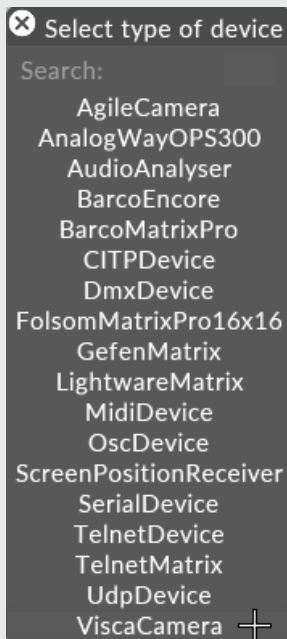 Select type of device
Search:
AgileCamera
AnalogWayOPS300
AudioAnalyser
BarcoEncore
BarcoMatrixPro
CITPDevice
DmxDevice
FolsomMatrixPro16x16
GefenMatrix
LightwareMatrix
MidiDevice
OscDevice
ScreenPositionReceiver
SerialDevice
TelnetDevice
TelnetMatrix
UdpDevice
ViscaCamera